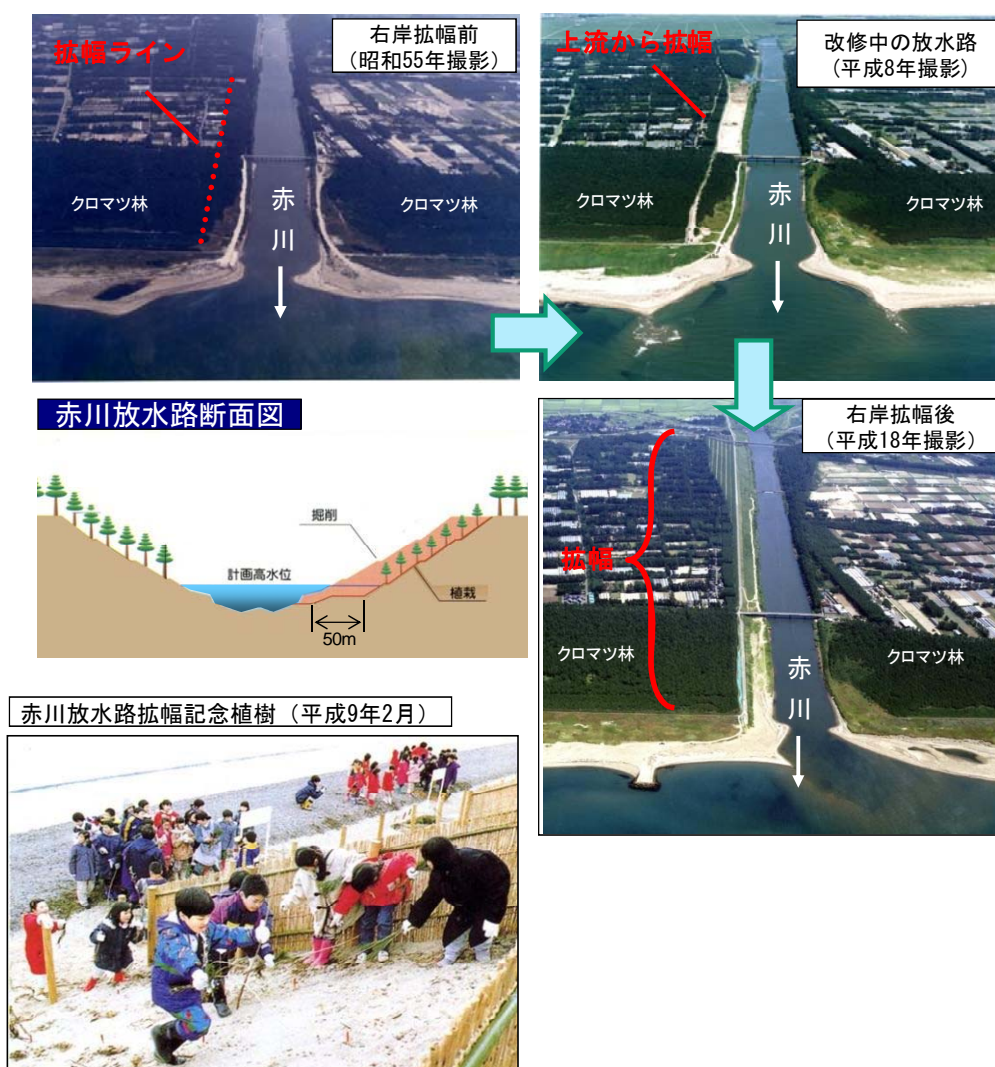 右岸拡幅前
（昭和55年撮影）
拡幅ライン
クロマツ林
赤川
クロマツ林
改修中の放水路
（平成8年撮影）
上流から拡幅
クロマツ林
赤川
クロマツ林
赤川放水路断面図
掘削
計画高水位
植栽
50m
右岸拡幅後
（平成18年撮影）
拡幅
クロマツ林
赤川
クロマツ林
赤川放水路拡幅記念植樹（平成9年2月）